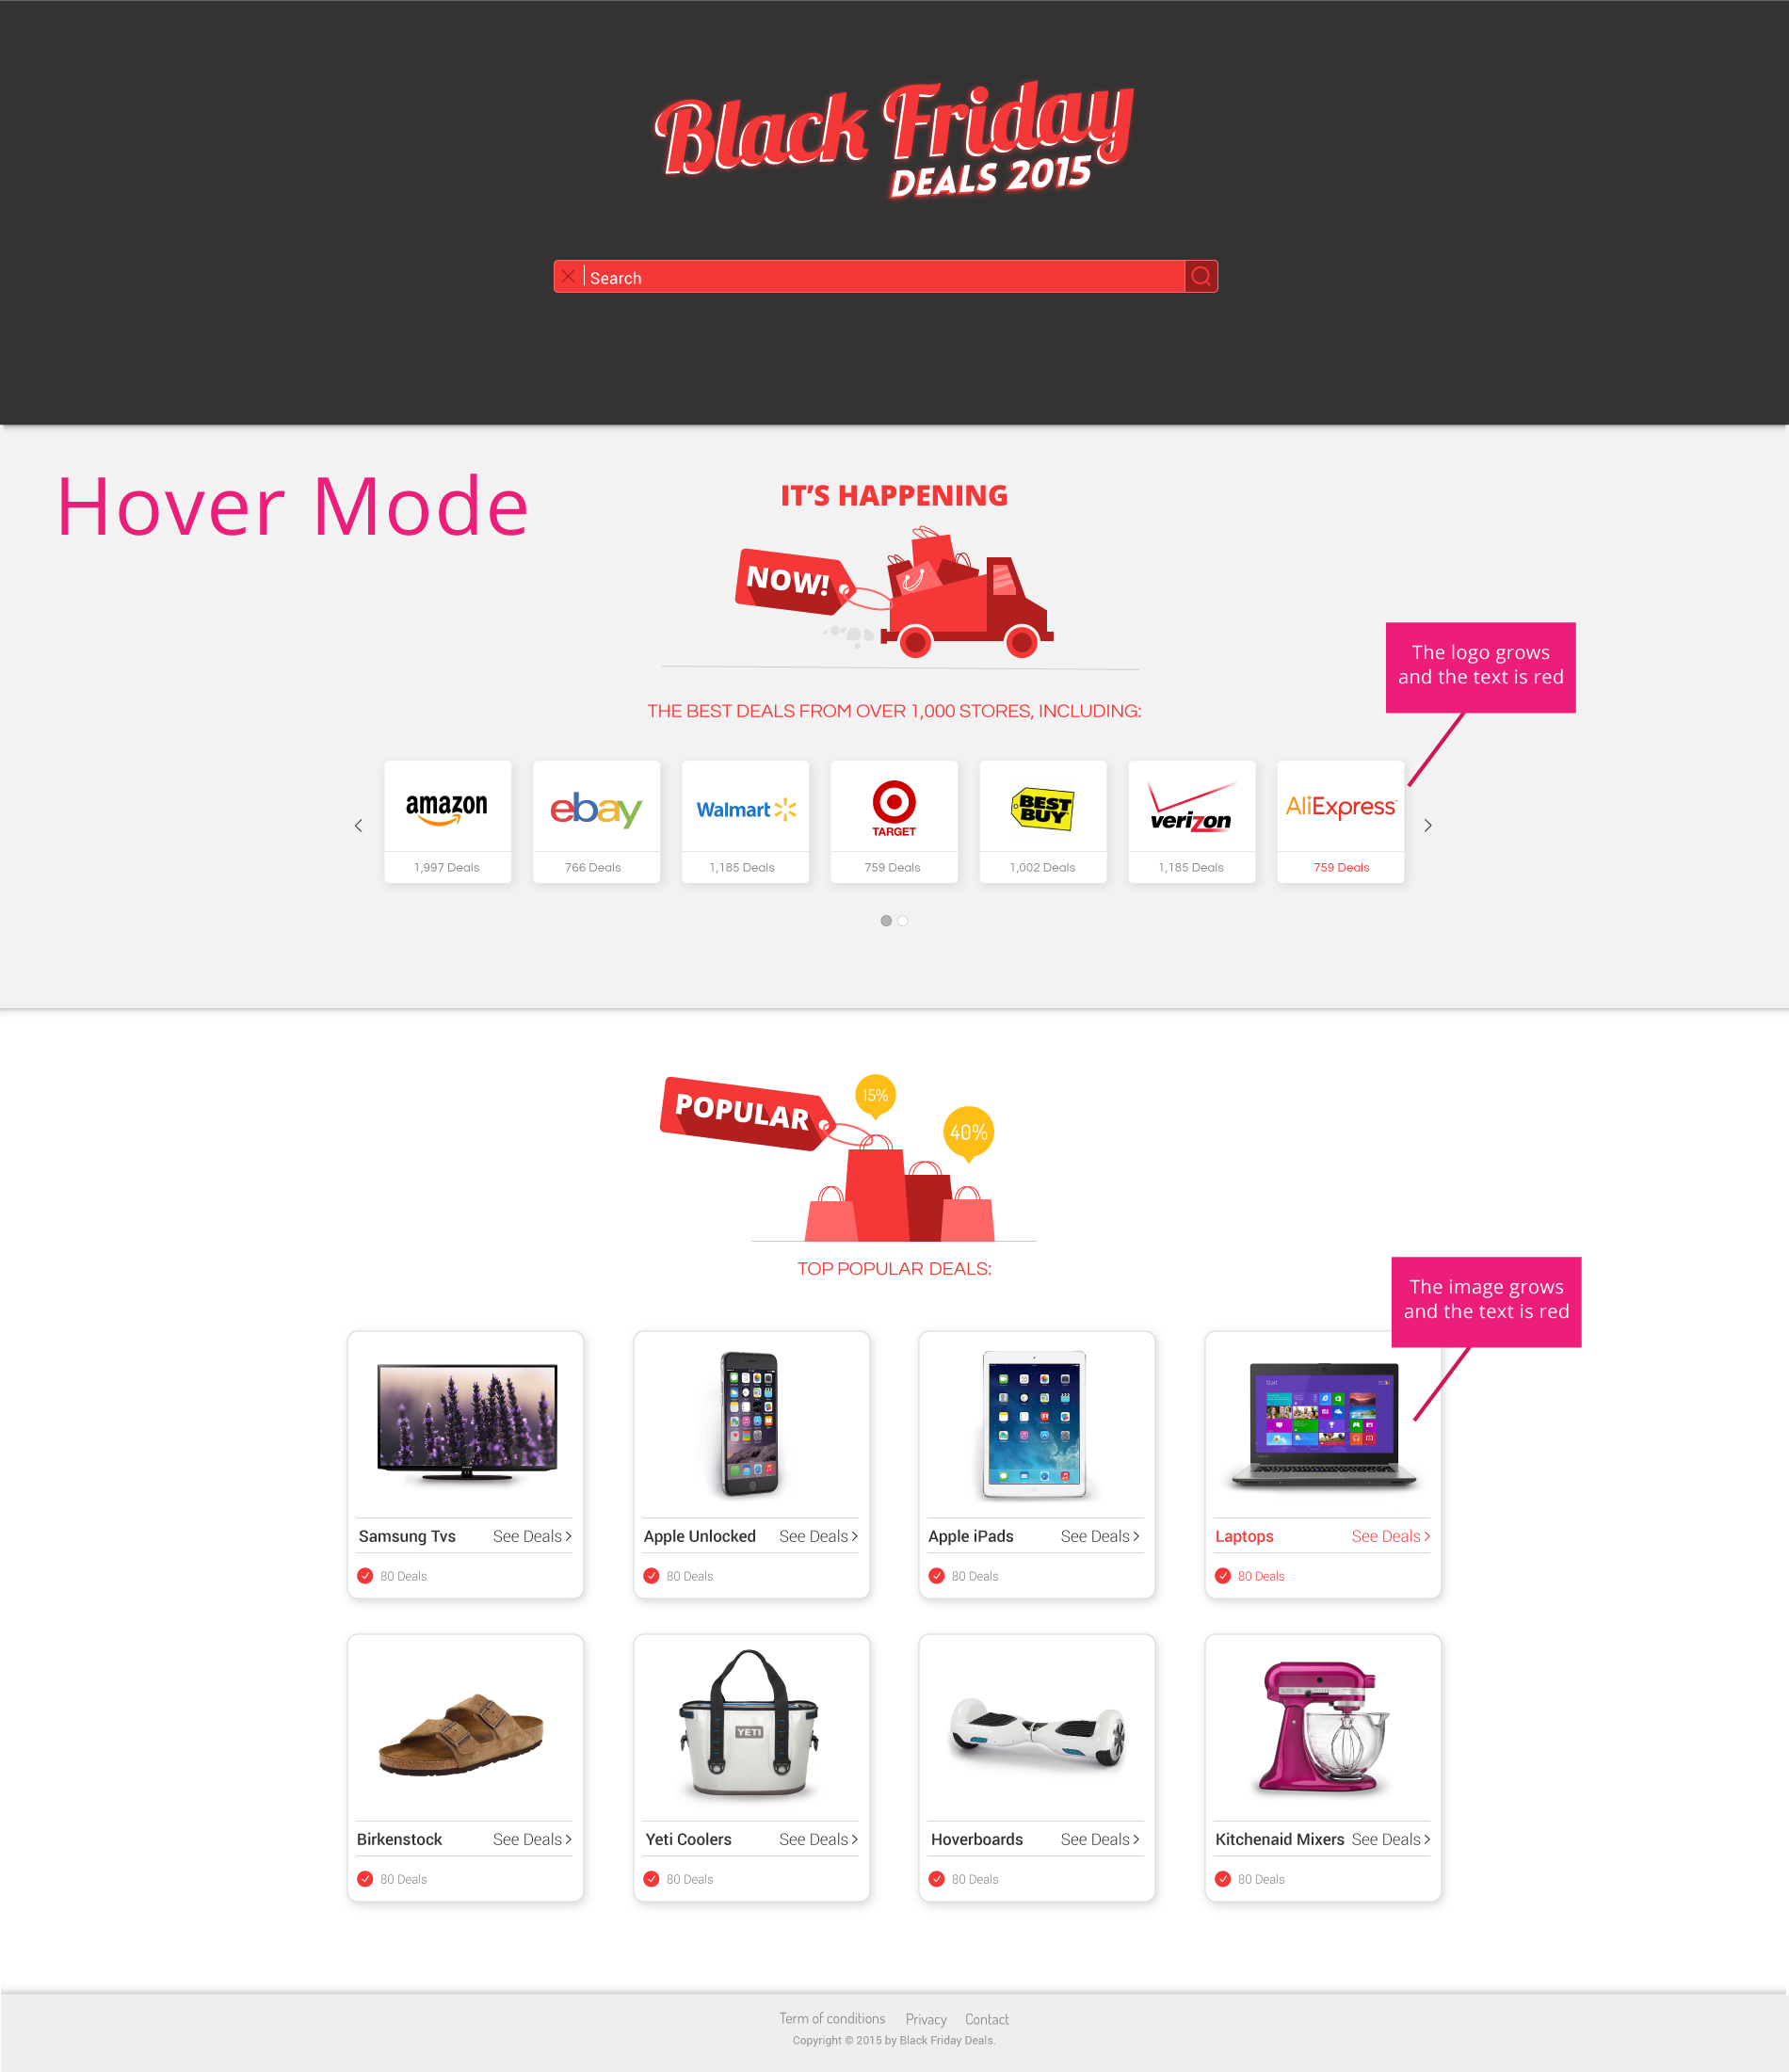 Black Friday
DEALS 2015
Search
Hover Mode
IT'S HAPPENING
NOW!
The logo grows
and the text is red
THE BEST DEALS FROM OVER 1,000 STORES, INCLUDING:
amazon
ebay
Walmart
TARGET
BEST
BUY
verizon
AliExpress
1,997 Deals
766 Deals
1,185 Deals
759 Deals
1,002 Deals
1,185 Deals
759 Deals
POPULAR
15%
40%
TOP POPULAR DEALS:
The image grows
and the text is red
Start
Samsung Tvs See Deals
80 Deals
Apple Unlocked See Deals
80 Deals
Apple iPads See Deals
80 Deals
Laptops See Deals
80 Deals
YETI
Birkenstock See Deals
80 Deals
Yeti Coolers See Deals
80 Deals
Hoverboards See Deals
80 Deals
Kitchenaid Mixers See Deals
80 Deals
Term of conditions Privacy Contact
Copyright © 2015 by Black Friday Deals.